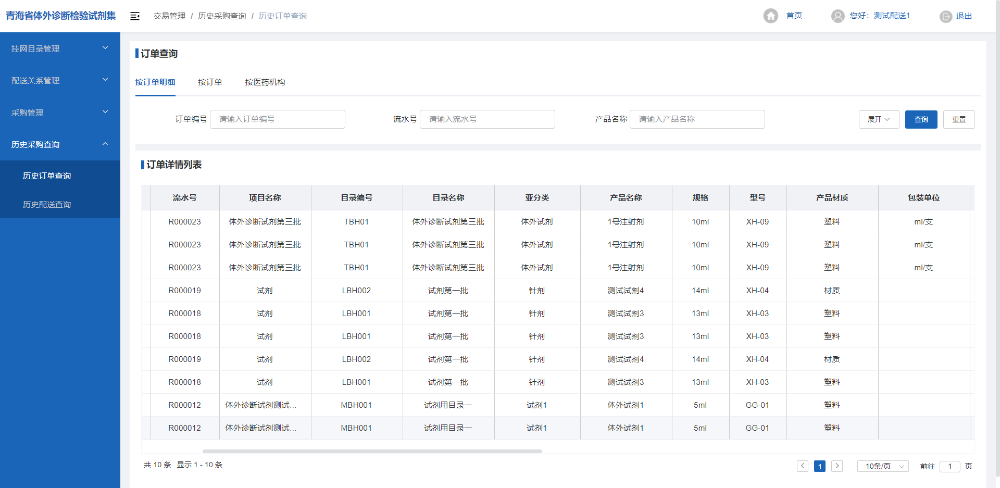 青海省体外诊断检验试剂集
交易管理 / 历史采购查询 / 历史订单查询
首页
您好：测试配送1
退出
挂网目录管理
配送关系管理
采购管理
历史采购查询
历史订单查询
历史配送查询
订单查询
按订单明细 按订单 按医药机构
订单编号 请输入订单编号 流水号 请输入流水号 产品名称 请输入产品名称 展开 查询 重置
订单详情列表
流水号 项目名称 目录编号 目录名称 亚分类 产品名称 规格 型号 产品材质 包装单位
R000023 体外诊断试剂第三批 TBH01 体外诊断试剂第三批 体外试剂 1号注射剂 10ml XH-09 塑料 ml/支
R000023 体外诊断试剂第三批 TBH01 体外诊断试剂第三批 体外试剂 1号注射剂 10ml XH-09 塑料 ml/支
R000023 体外诊断试剂第三批 TBH01 体外诊断试剂第三批 体外试剂 1号注射剂 10ml XH-09 塑料 ml/支
R000019 试剂 LBH002 试剂第一批 针剂 测试试剂4 14ml XH-04 材质
R000018 试剂 LBH001 试剂第一批 针剂 测试试剂3 13ml XH-03 塑料
R000018 试剂 LBH001 试剂第一批 针剂 测试试剂3 13ml XH-03 塑料
R000019 试剂 LBH002 试剂第一批 针剂 测试试剂4 14ml XH-04 材质
R000018 试剂 LBH001 试剂第一批 针剂 测试试剂3 13ml XH-03 塑料
R000012 体外诊断试剂测试... MBH001 试剂用目录一 试剂1 体外试剂1 5ml GG-01 塑料
R000012 体外诊断试剂测试... MBH001 试剂用目录一 试剂1 体外试剂1 5ml GG-01 塑料
共 10 条 显示 1 - 10 条
1 10条/页 前往 1 页